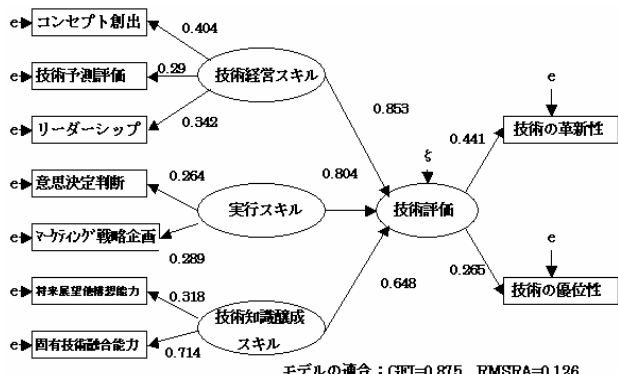 e コンセプト創出
0.404
e 技術予測評価
0.29
技術経営スキル
e
e リーダーシップ
0.342
0.853
0.441
技術の革新性
e 意思決定判断
0.264
0.804
ζ
実行スキル
技術評価
e マーケティング戦略企画
0.289
e
e 将来展望他構想能力
0.318
0.648
0.265
技術の優位性
技術知識醸成
スキル
e 固有技術融合能力
0.714
モデルの適合：GFI=0.875 RMSRA=0.126